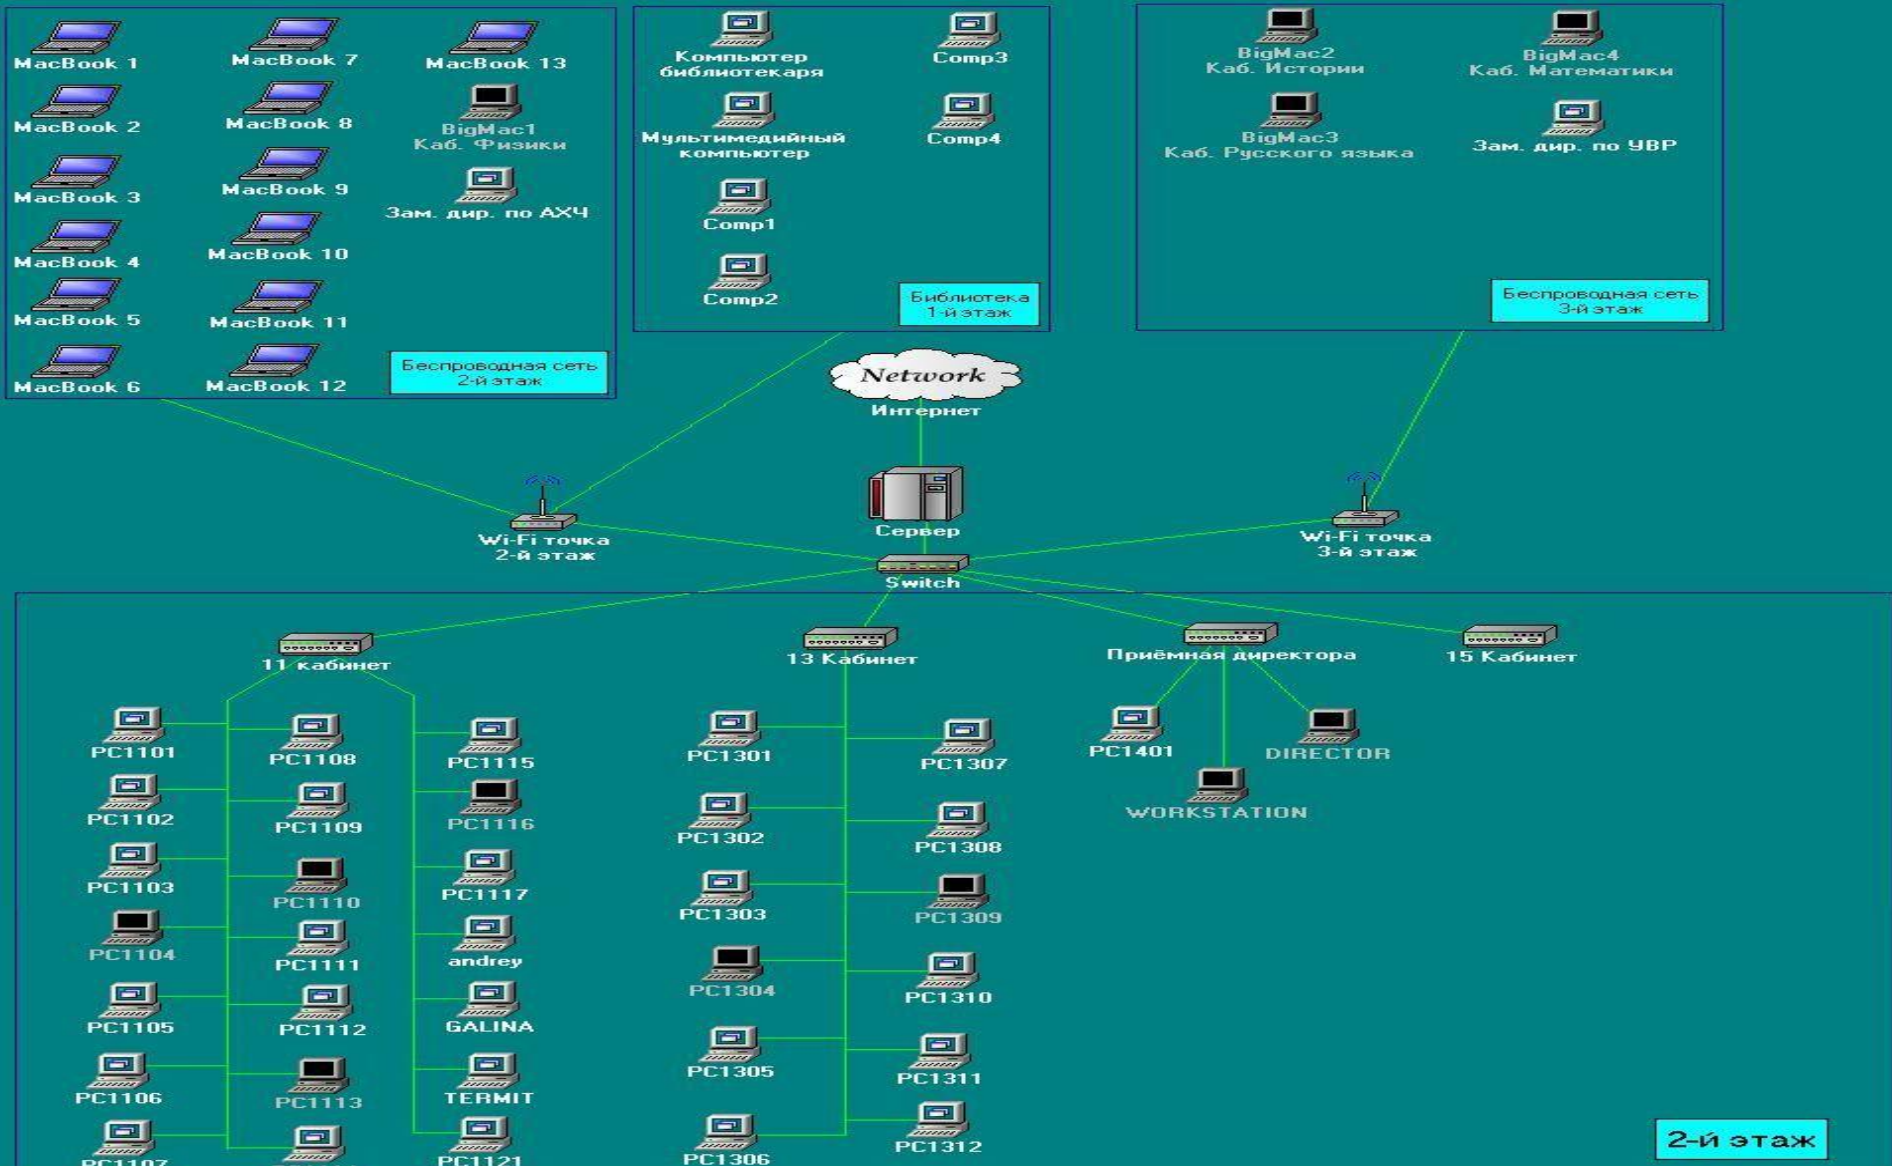 MacBook 1
MacBook 2
MacBook 3
MacBook 4
MacBook 5
MacBook 6
MacBook 7
MacBook 8
MacBook 9
MacBook 10
MacBook 11
MacBook 12
MacBook 13
BigMac1
Каб. Физики
Зам. дир. по АХЧ
Беспроводная сеть
2-й этаж
Компьютер
библиотекаря
Мультимедийный
компьютер
Comp1
Comp2
Comp3
Comp4
Библиотека
1-й этаж
BigMac2
Каб. Истории
BigMac3
Каб. Русского языка
BigMac4
Каб. Математики
Зам. дир. по УВР
Беспроводная сеть
3-й этаж
Network
Интернет
Сервер
Switch
Wi-Fi точка
2-й этаж
Wi-Fi точка
3-й этаж
11 кабинет
13 Кабинет
Приёмная директора
15 Кабинет
PC1101
PC1102
PC1103
PC1104
PC1105
PC1106
PC1107
PC1108
PC1109
PC1110
PC1111
PC1112
PC1113
PC1115
PC1116
PC1117
andrey
GALINA
TERMIT
PC1121
PC1301
PC1302
PC1303
PC1304
PC1305
PC1306
PC1307
PC1308
PC1309
PC1310
PC1311
PC1312
PC1401
WORKSTATION
DIRECTOR
2-й этаж